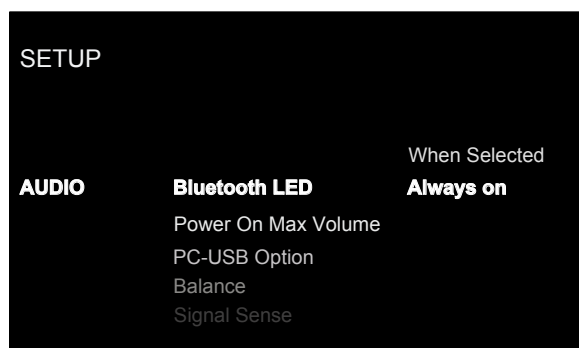 SETUP
When Selected
AUDIO Bluetooth LED Always on
Power On Max Volume
PC-USB Option
Balance
Signal Sense